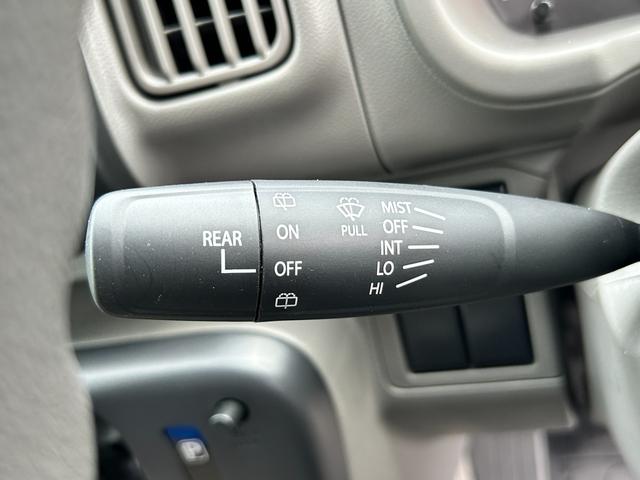 REAR
ON
OFF
PULL
MIST
OFF
INT
LO
HI
P